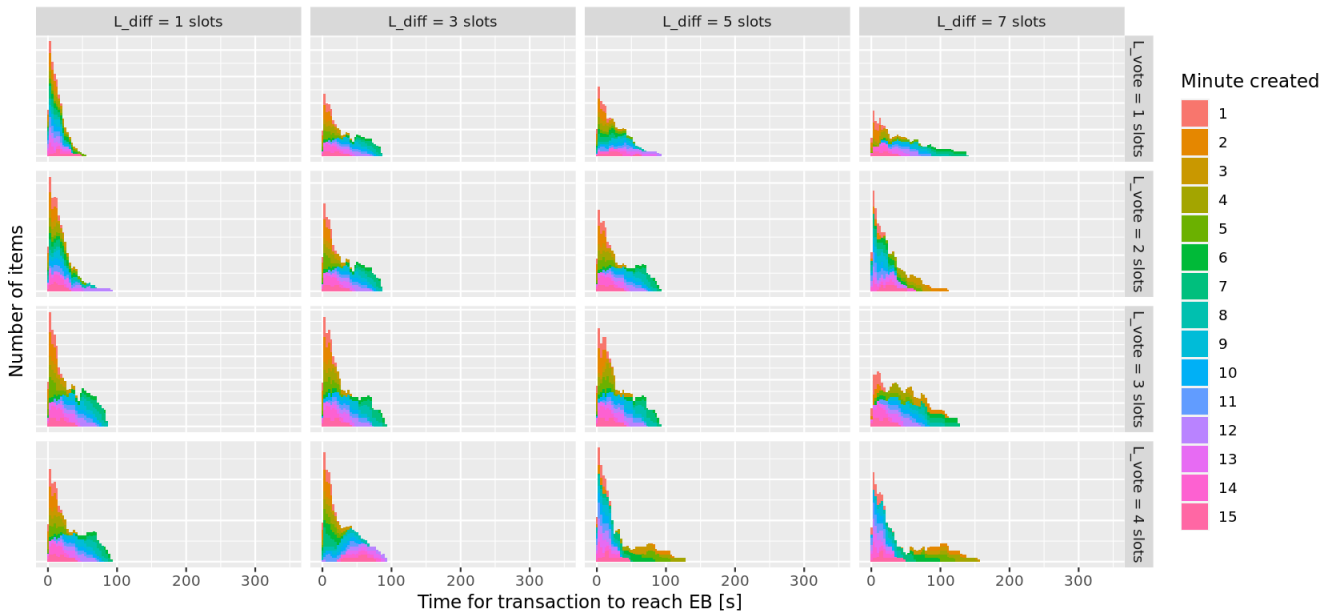 L_diff = 1 slots L_diff = 3 slots L_diff = 5 slots L_diff = 7 slots
L_vote = 1 slots
L_vote = 2 slots
L_vote = 3 slots
L_vote = 4 slots
Number of items
0 100 200 300 0 100 200 300 0 100 200 300 0 100 200 300
Time for transaction to reach EB [s]
Minute created
1
2
3
4
5
6
7
8
9
10
11
12
13
14
15